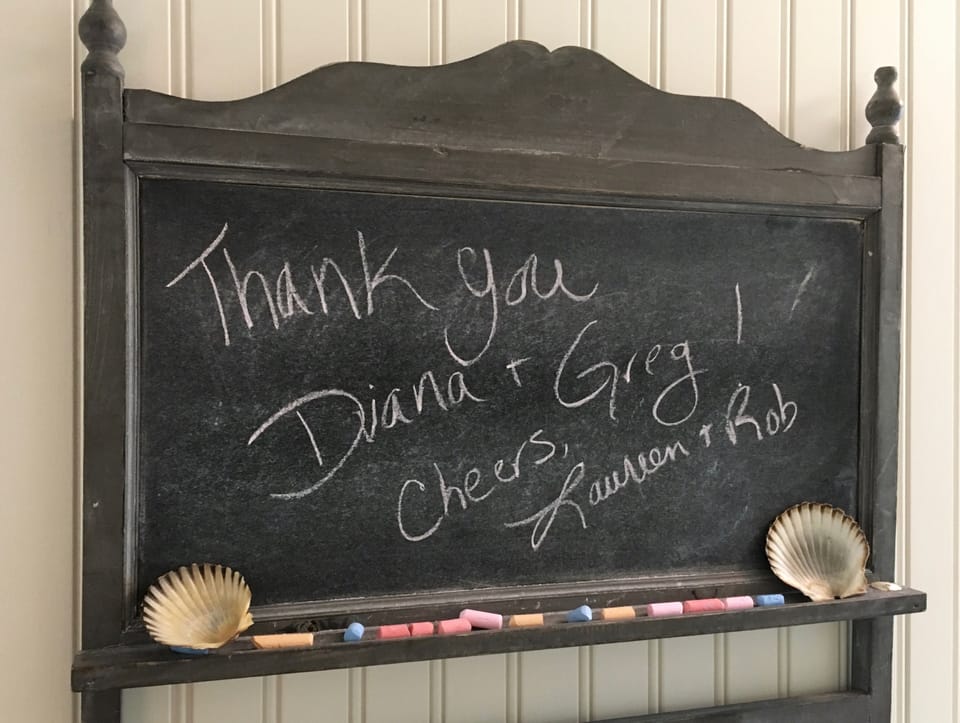 Thank you
Diana + Greg !
Cheers,
Laureen + Rob